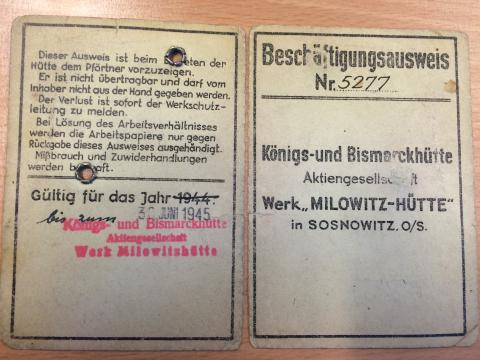 Dieser Ausweis ist beim Betreten der
Hütte dem Pförtner vorzuzeigen.
Er ist nicht übertragbar und darf vom
Inhaber nicht aus der Hand gegeben werden.
Der Verlust ist sofort der Werkschutz-
leitung zu melden.
Bei Lösung des Arbeitsverhältnisses
werden die Arbeitspapiere nur gegen
Rückgabe dieses Ausweises ausgehändigt.
Mißbrauch und Zuwiderhandlungen
werden bestraft.
Gültig für das Jahr 1944.
bis zum 30. JUNI 1945
Königs- und Bismarckhütte
Aktiengesellschaft
Werk Milowitzhütte
Beschäftigungsausweis
Nr. 5277
Königs-und Bismarckhütte
Aktiengesellschaft
Werk „MILOWITZ-HÜTTE"
in SOSNOWITZ. O/S.